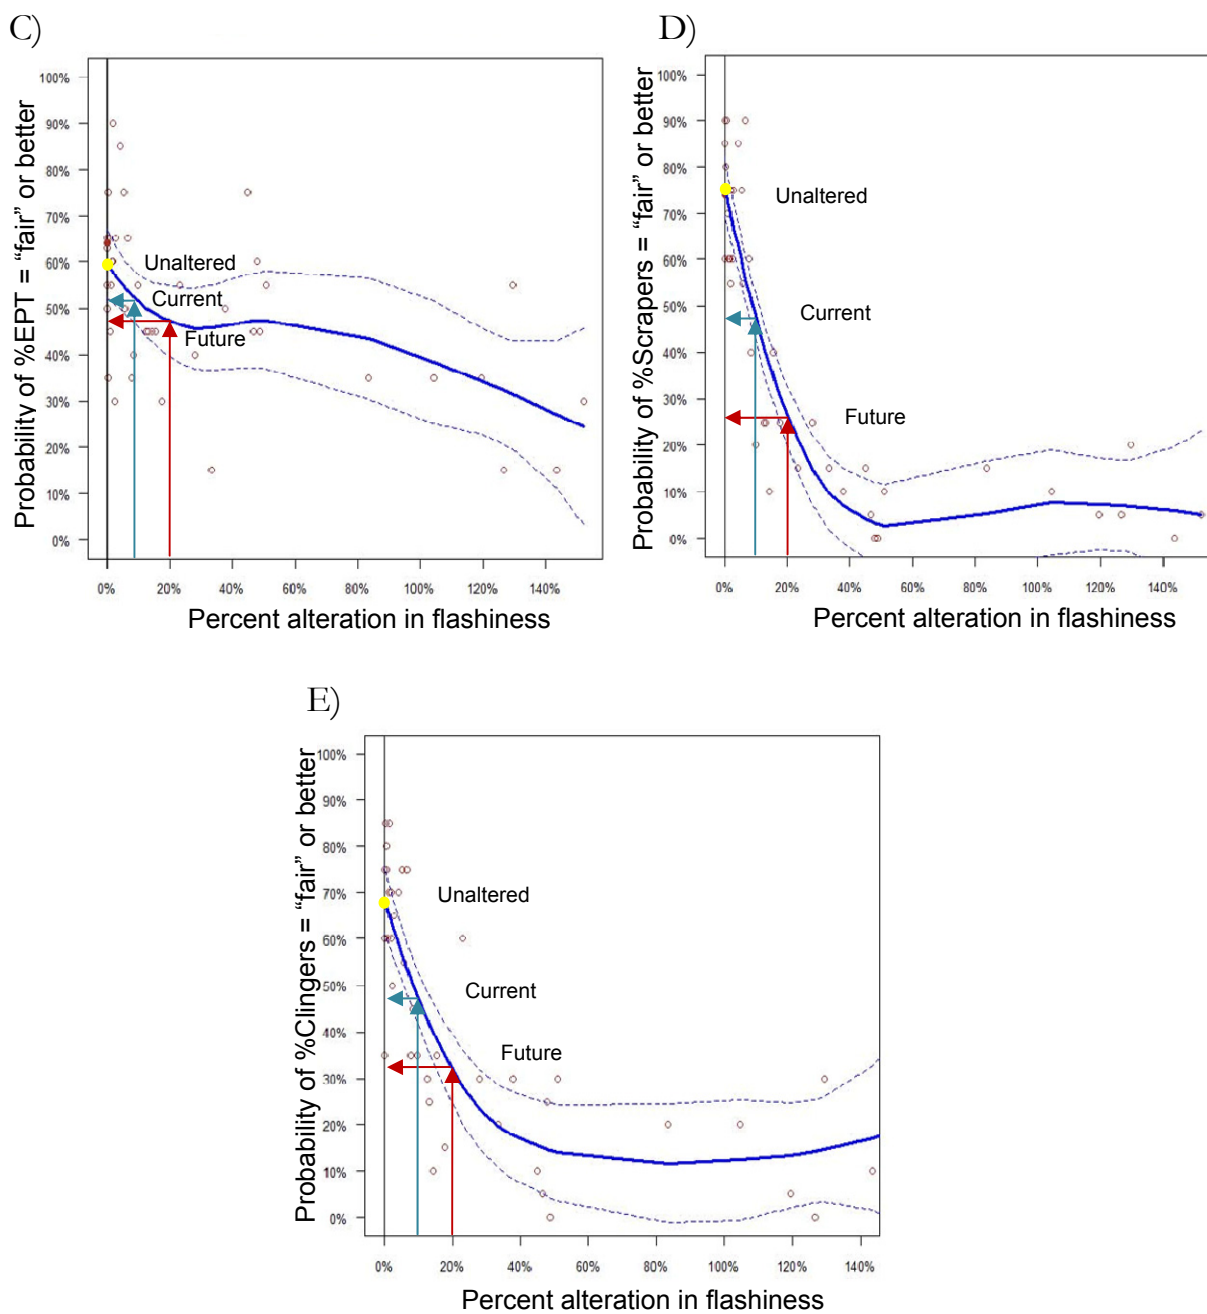 C)
Probability of %EPT = “fair” or better
100%
90%
80%
70%
60%
50%
40%
30%
20%
10%
0%
Unaltered
Current
Future
0% 20% 40% 60% 80% 100% 120% 140%
Percent alteration in flashiness
D)
Probability of %Scrapers = “fair” or better
100%
90%
80%
70%
60%
50%
40%
30%
20%
10%
0%
Unaltered
Current
Future
0% 20% 40% 60% 80% 100% 120% 140%
Percent alteration in flashiness
E)
Probability of %Clingers = “fair” or better
100%
90%
80%
70%
60%
50%
40%
30%
20%
10%
0%
Unaltered
Current
Future
0% 20% 40% 60% 80% 100% 120% 140%
Percent alteration in flashiness